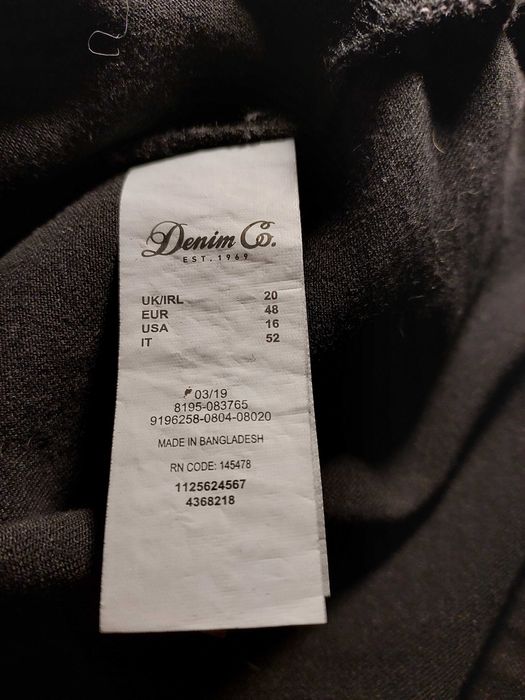 Denim Co.
EST. 1969
UK/IRL 20
EUR 48
USA 16
IT 52
03/19
8195-083765
9196258-0804-08020
MADE IN BANGLADESH
RN CODE: 145478
1125624567
4368218